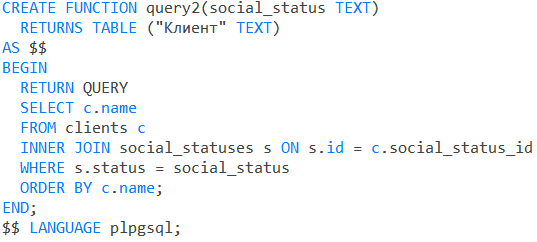 CREATE FUNCTION query2(social_status TEXT)
  RETURNS TABLE ("Клиент" TEXT)
AS $$
BEGIN
  RETURN QUERY
  SELECT c.name
  FROM clients c
  INNER JOIN social_statuses s ON s.id = c.social_status_id
  WHERE s.status = social_status
  ORDER BY c.name;
END;
$$ LANGUAGE plpgsql;